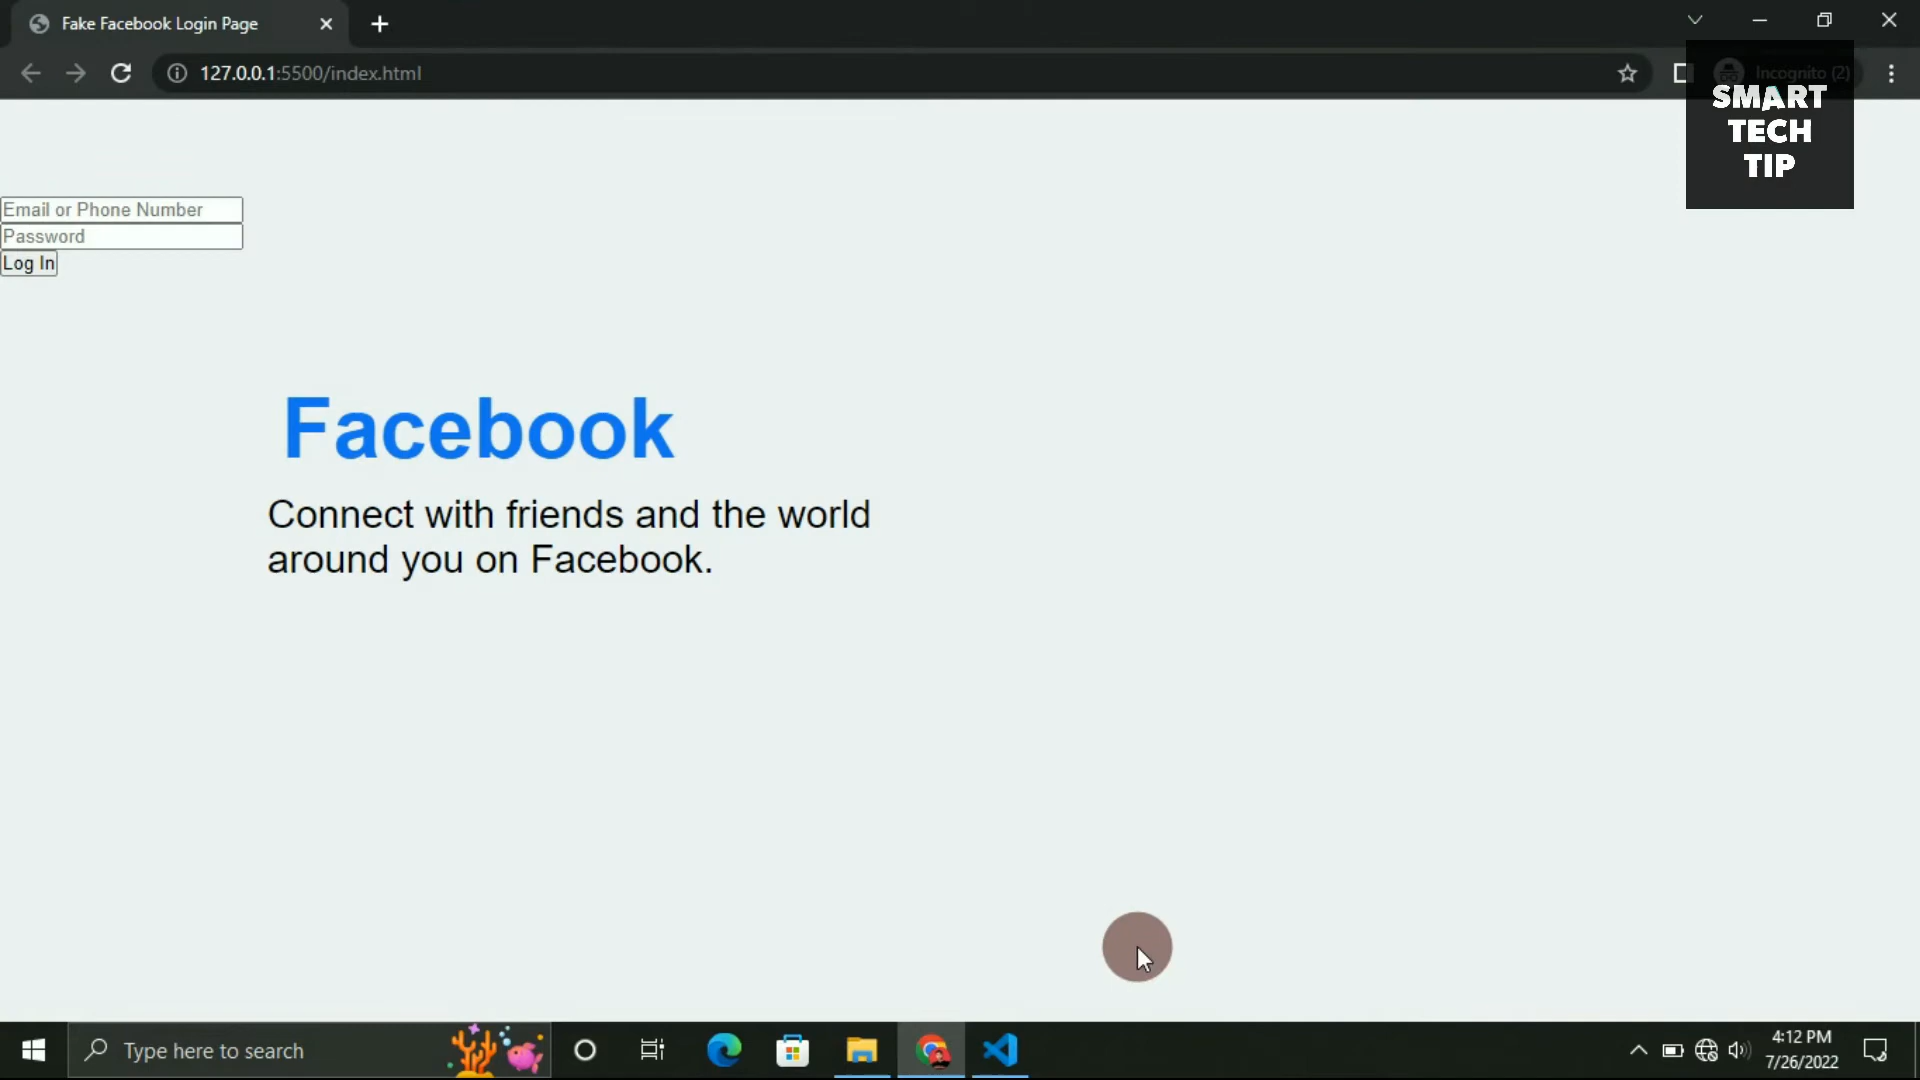 Fake Facebook Login Page
127.0.0.1:5500/index.html
Incognito (2)
SMART
TECH
TIP
Email or Phone Number
Password
Log In
Facebook
Connect with friends and the world
around you on Facebook.
Type here to search
4:12 PM
7/26/2022